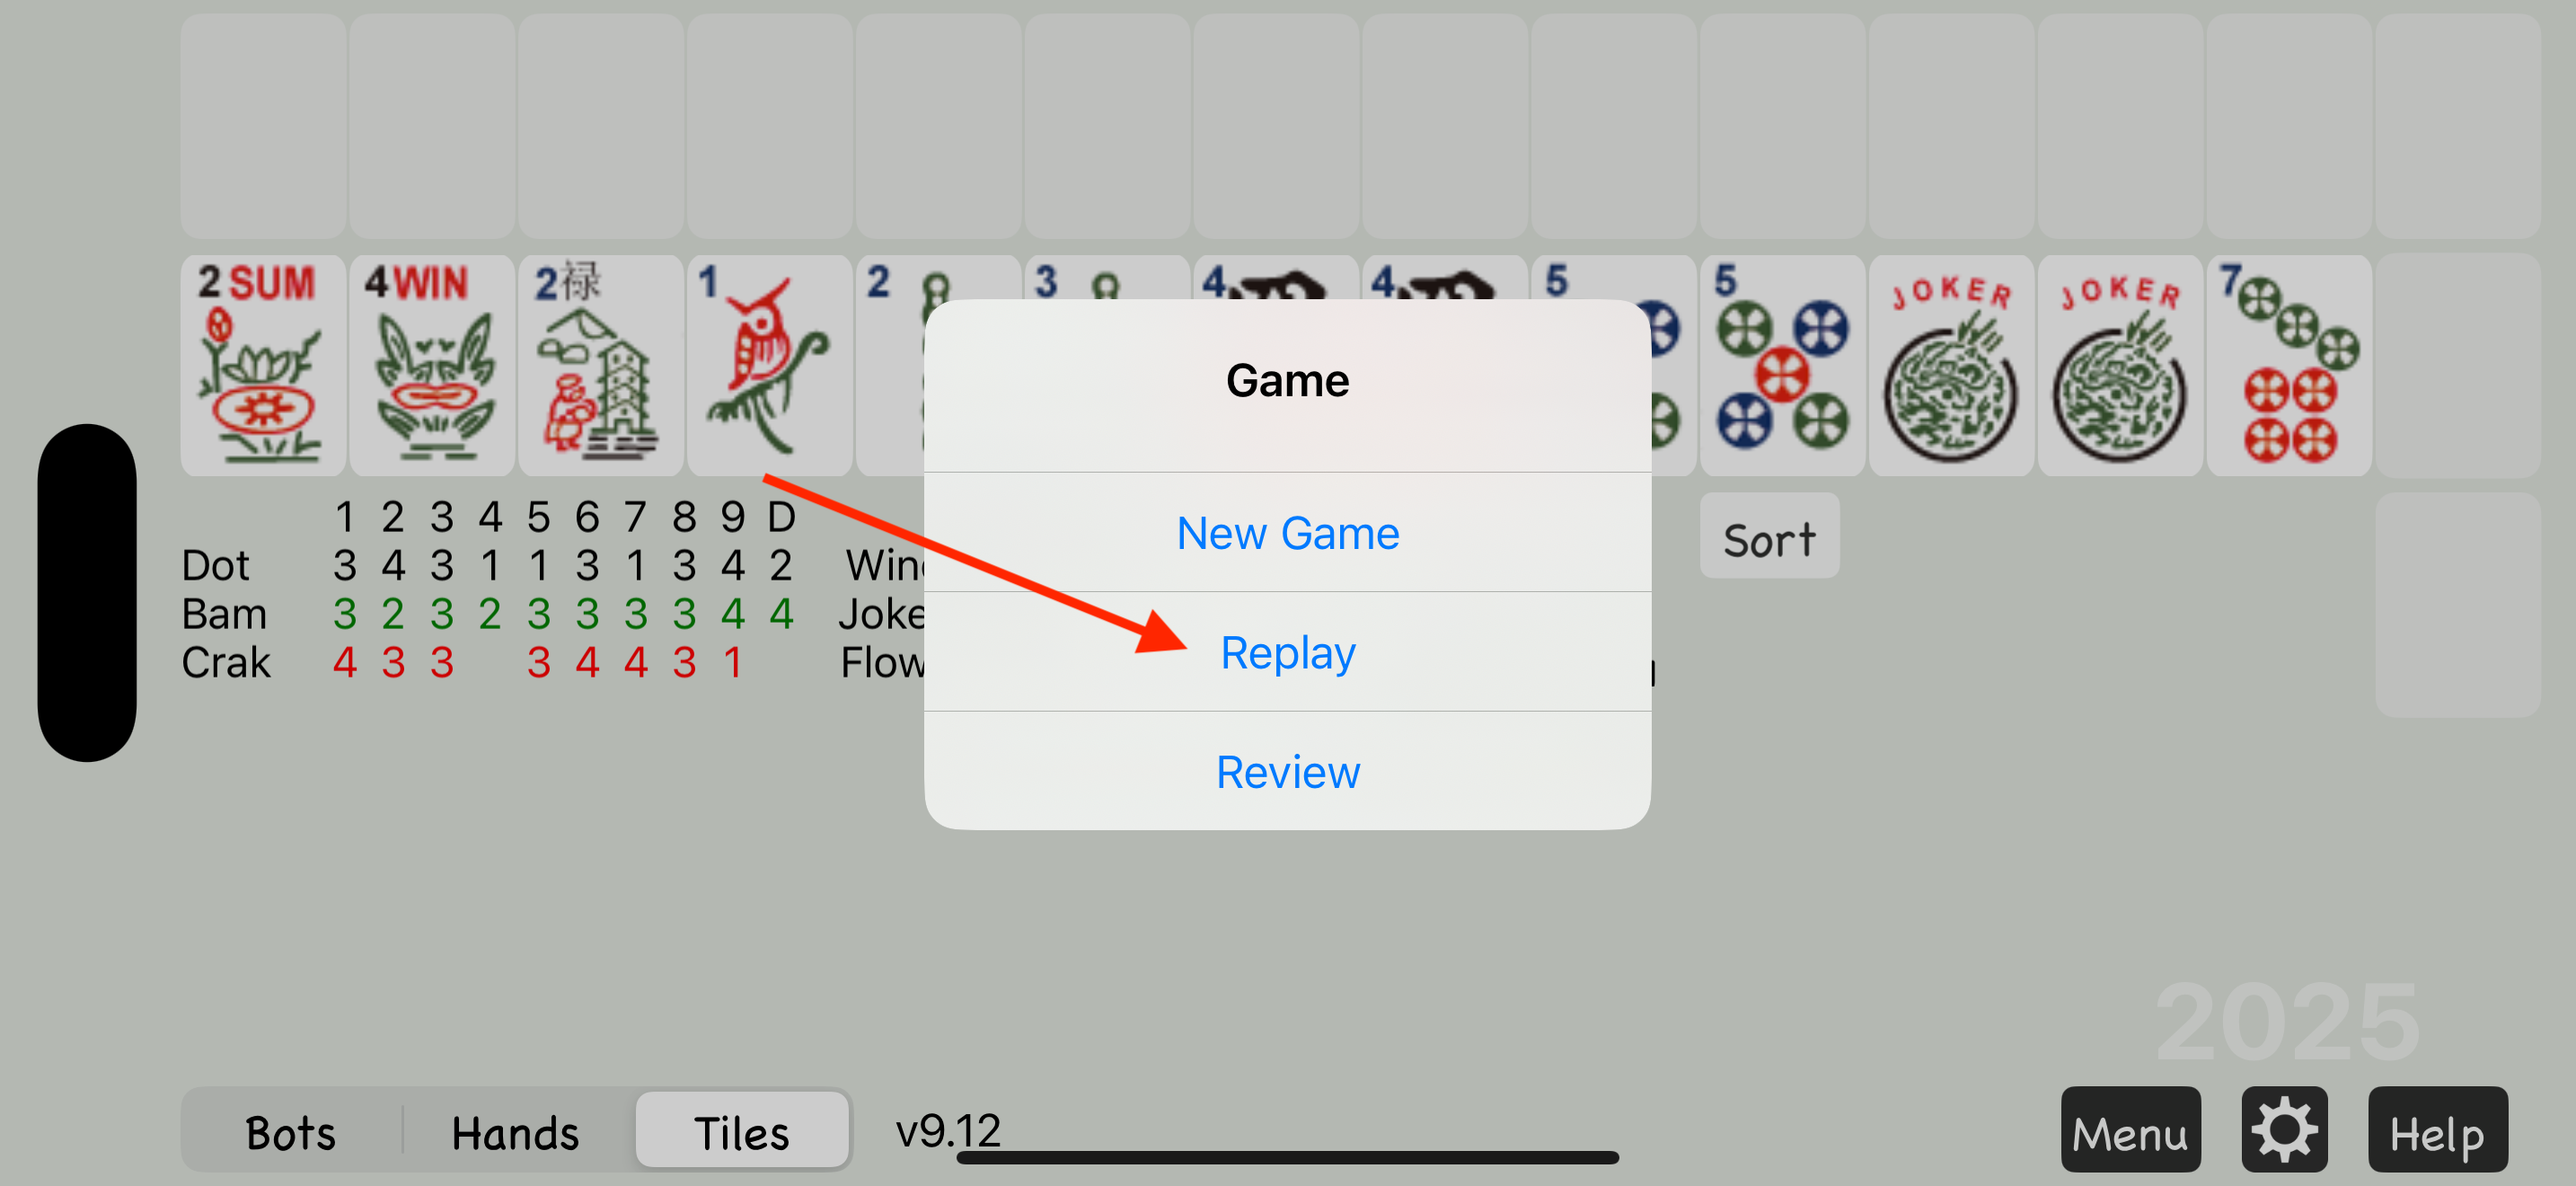 2 SUM 4 WIN 2 禄 1 2 3 4 4 5 5 JOKER JOKER 7
Game
New Game
Replay
Review
Sort
1 2 3 4 5 6 7 8 9 D
Dot 3 4 3 1 1 3 1 3 4 2
Bam 3 2 3 2 3 3 3 3 4 4
Crak 4 3 3 3 4 4 3 1
2025
Bots Hands Tiles v9.12 Menu Help